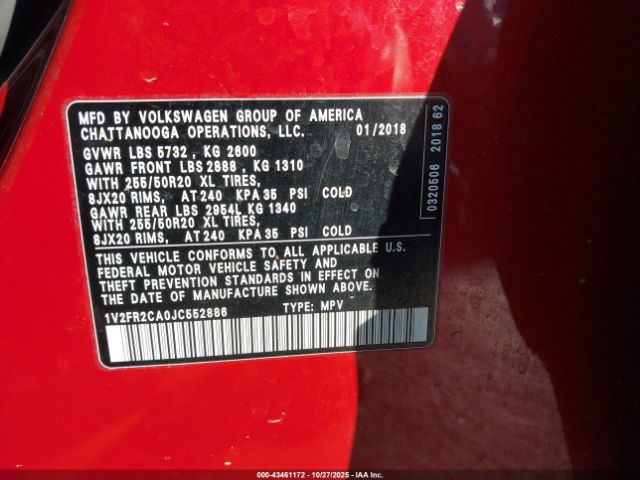 MFD BY VOLKSWAGEN GROUP OF AMERICA
CHATTANOOGA OPERATIONS, LLC. 01/2018
GVWR LBS 5732 , KG 2600
GAWR FRONT LBS 2888 , KG 1310
WITH 255/50R20 XL TIRES,
8JX20 RIMS, AT 240 KPA 35 PSI COLD
GAWR REAR LBS 2954L KG 1340
WITH 255/50R20 XL TIRES,
8JX20 RIMS, AT 240 KPA 35 PSI COLD
THIS VEHICLE CONFORMS TO ALL APPLICABLE U.S.
FEDERAL MOTOR VEHICLE SAFETY AND
THEFT PREVENTION STANDARDS IN EFFECT ON
THE DATE OF MANUFACTURE SHOWN ABOVE.
1V2FR2CA0JC552886 TYPE: MPV
0320506 2018 62
000-43461172 - 10/27/2025 - IAA Inc.